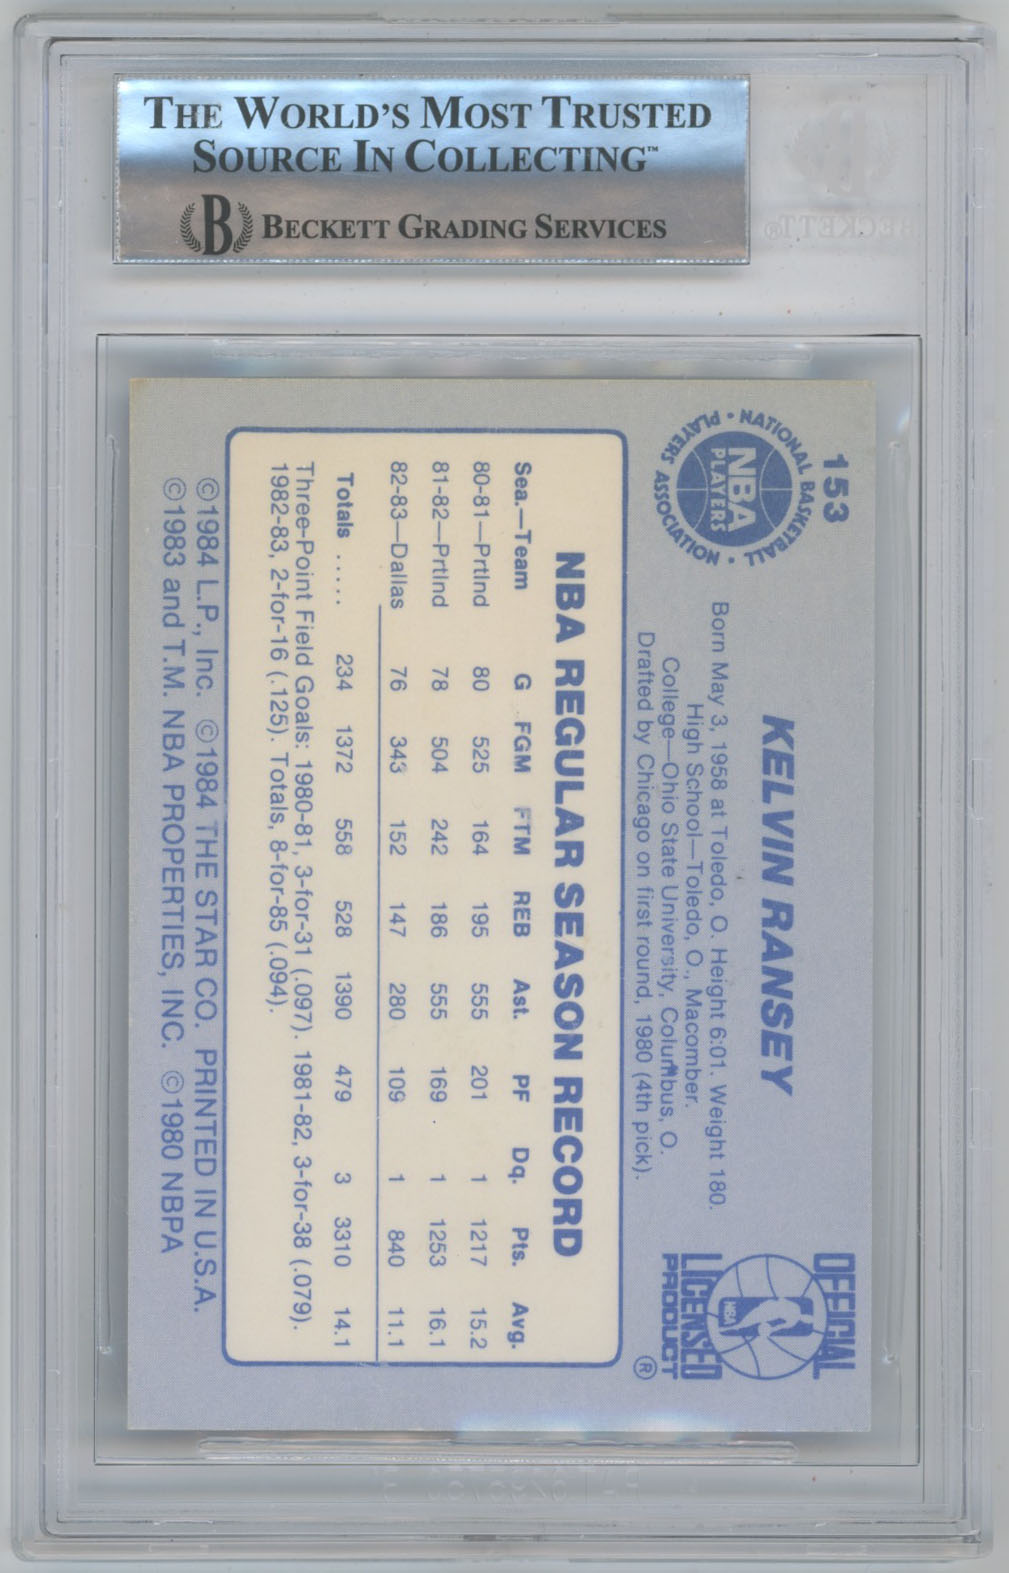 THE WORLD'S MOST TRUSTED
SOURCE IN COLLECTING™
B BECKETT GRADING SERVICES
BECKETT®
153
NATIONAL BASKETBALL PLAYERS ASSOCIATION
NBA
PLAYERS
KELVIN RANSEY
Born May 3, 1958 at Toledo, O. Height 6:01. Weight 180.
High School—Toledo, O., Macomber.
College—Ohio State University, Columbus, O.
Drafted by Chicago on first round, 1980 (4th pick).
OFFICIAL
NBA
LICENSED
PRODUCT
®
NBA REGULAR SEASON RECORD
Sea.—Team G FGM FTM REB Ast. PF Dq. Pts. Avg.
80-81—Prtlnd 80 525 164 195 555 201 1 1217 15.2
81-82—Prtlnd 78 504 242 186 555 169 1 1253 16.1
82-83—Dallas 76 343 152 147 280 109 1 840 11.1
Totals ..... 234 1372 558 528 1390 479 3 3310 14.1
Three-Point Field Goals: 1980-81, 3-for-31 (.097). 1981-82, 3-for-38 (.079).
1982-83, 2-for-16 (.125). Totals, 8-for-85 (.094).
©1984 L.P., Inc. ©1984 THE STAR CO. PRINTED IN U.S.A.
©1983 and T.M. NBA PROPERTIES, INC. ©1980 NBPA